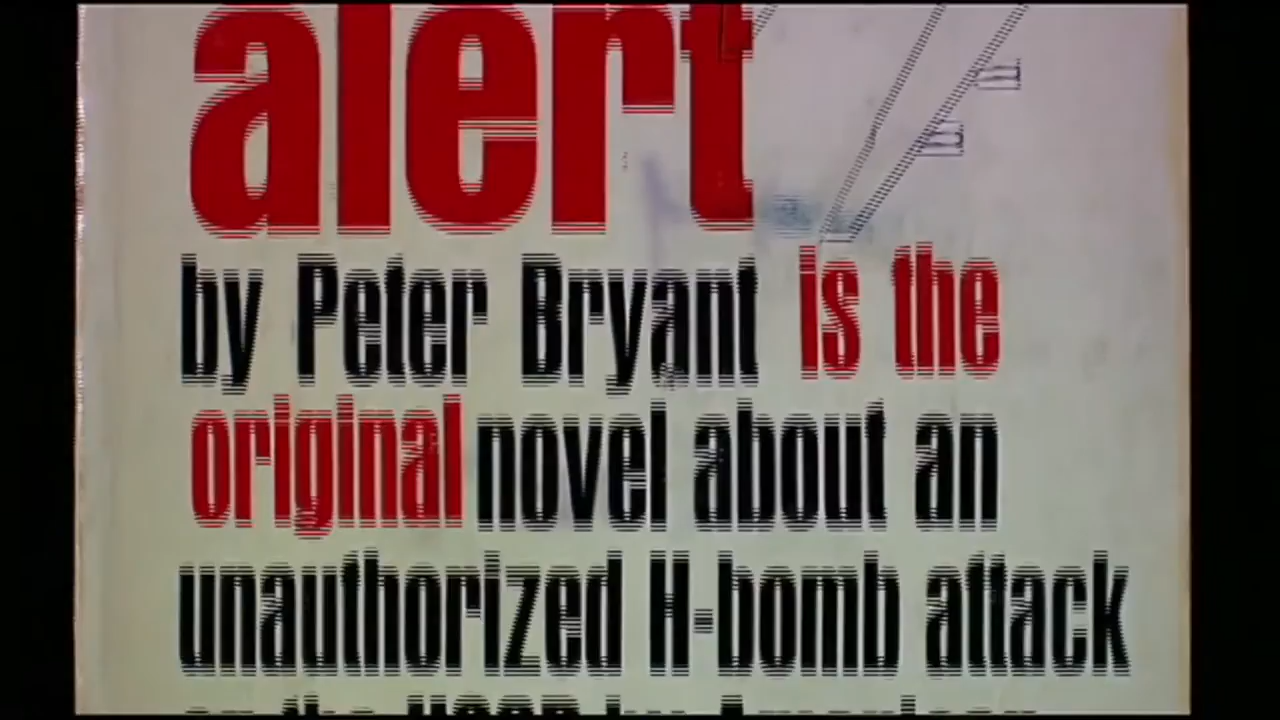 alert
by Peter Bryant is the
original novel about an
unauthorized H-bomb attack